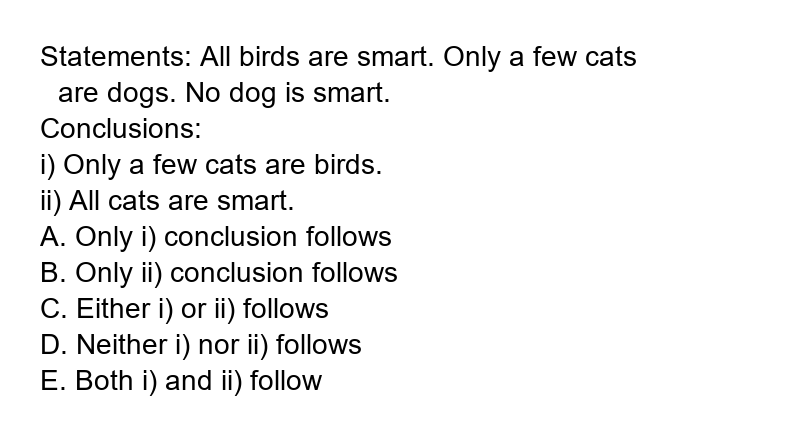 Statements: All birds are smart. Only a few cats
are dogs. No dog is smart.
Conclusions:
i) Only a few cats are birds.
ii) All cats are smart.
A. Only i) conclusion follows
B. Only ii) conclusion follows
C. Either i) or ii) follows
D. Neither i) nor ii) follows
E. Both i) and ii) follow